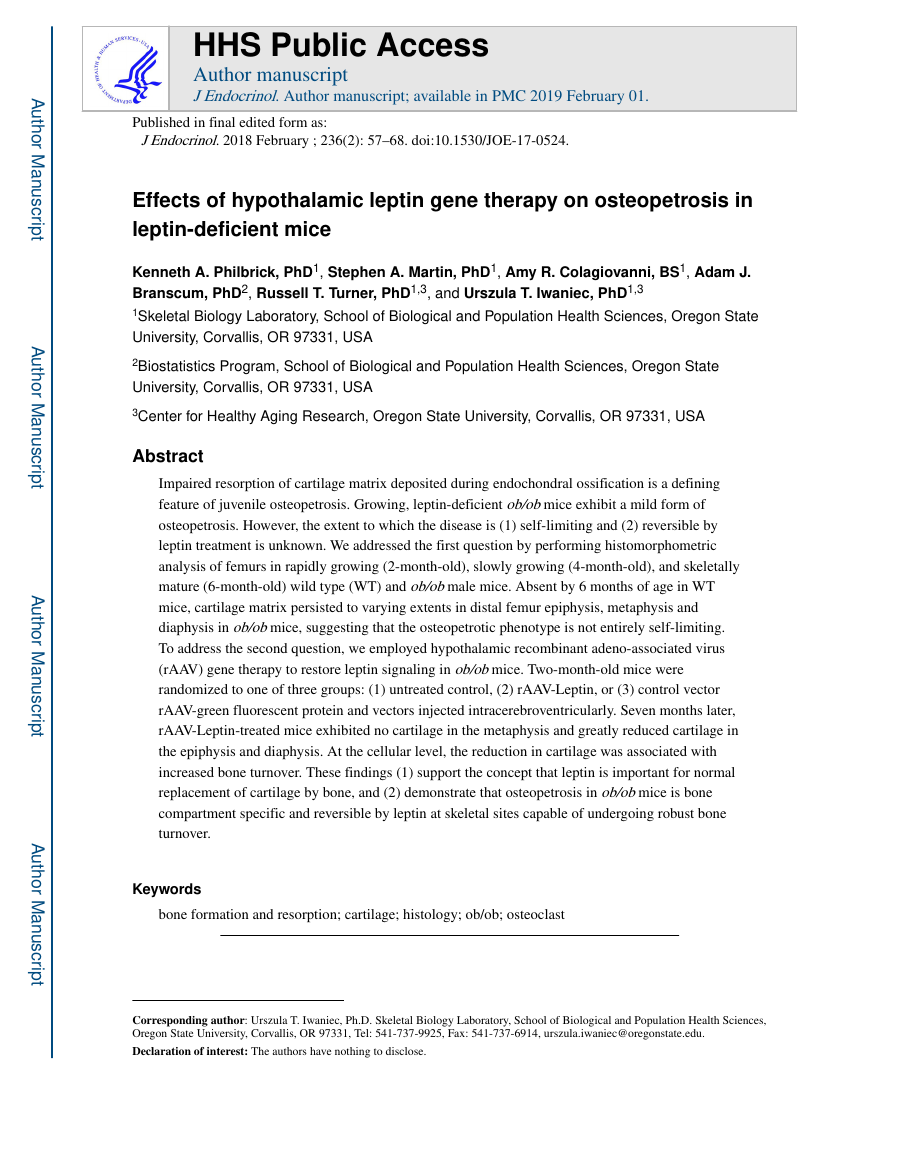 HHS Public Access
Author manuscript
J Endocrinol. Author manuscript; available in PMC 2019 February 01.
Published in final edited form as:
J Endocrinol. 2018 February ; 236(2): 57–68. doi:10.1530/JOE-17-0524.
Effects of hypothalamic leptin gene therapy on osteopetrosis in
leptin-deficient mice
Kenneth A. Philbrick, PhD1, Stephen A. Martin, PhD1, Amy R. Colagiovanni, BS1, Adam J.
Branscum, PhD2, Russell T. Turner, PhD1,3, and Urszula T. Iwaniec, PhD1,3
1Skeletal Biology Laboratory, School of Biological and Population Health Sciences, Oregon State
University, Corvallis, OR 97331, USA
2Biostatistics Program, School of Biological and Population Health Sciences, Oregon State
University, Corvallis, OR 97331, USA
3Center for Healthy Aging Research, Oregon State University, Corvallis, OR 97331, USA
Abstract
Impaired resorption of cartilage matrix deposited during endochondral ossification is a defining
feature of juvenile osteopetrosis. Growing, leptin-deficient ob/ob mice exhibit a mild form of
osteopetrosis. However, the extent to which the disease is (1) self-limiting and (2) reversible by
leptin treatment is unknown. We addressed the first question by performing histomorphometric
analysis of femurs in rapidly growing (2-month-old), slowly growing (4-month-old), and skeletally
mature (6-month-old) wild type (WT) and ob/ob male mice. Absent by 6 months of age in WT
mice, cartilage matrix persisted to varying extents in distal femur epiphysis, metaphysis and
diaphysis in ob/ob mice, suggesting that the osteopetrotic phenotype is not entirely self-limiting.
To address the second question, we employed hypothalamic recombinant adeno-associated virus
(rAAV) gene therapy to restore leptin signaling in ob/ob mice. Two-month-old mice were
randomized to one of three groups: (1) untreated control, (2) rAAV-Leptin, or (3) control vector
rAAV-green fluorescent protein and vectors injected intracerebroventricularly. Seven months later,
rAAV-Leptin-treated mice exhibited no cartilage in the metaphysis and greatly reduced cartilage in
the epiphysis and diaphysis. At the cellular level, the reduction in cartilage was associated with
increased bone turnover. These findings (1) support the concept that leptin is important for normal
replacement of cartilage by bone, and (2) demonstrate that osteopetrosis in ob/ob mice is bone
compartment specific and reversible by leptin at skeletal sites capable of undergoing robust bone
turnover.
Keywords
bone formation and resorption; cartilage; histology; ob/ob; osteoclast
Corresponding author: Urszula T. Iwaniec, Ph.D. Skeletal Biology Laboratory, School of Biological and Population Health Sciences,
Oregon State University, Corvallis, OR 97331, Tel: 541-737-9925, Fax: 541-737-6914, urszula.iwaniec@oregonstate.edu.
Declaration of interest: The authors have nothing to disclose.
Author Manuscript
Author Manuscript
Author Manuscript
Author Manuscript
DEPARTMENT OF HEALTH & HUMAN SERVICES·USA